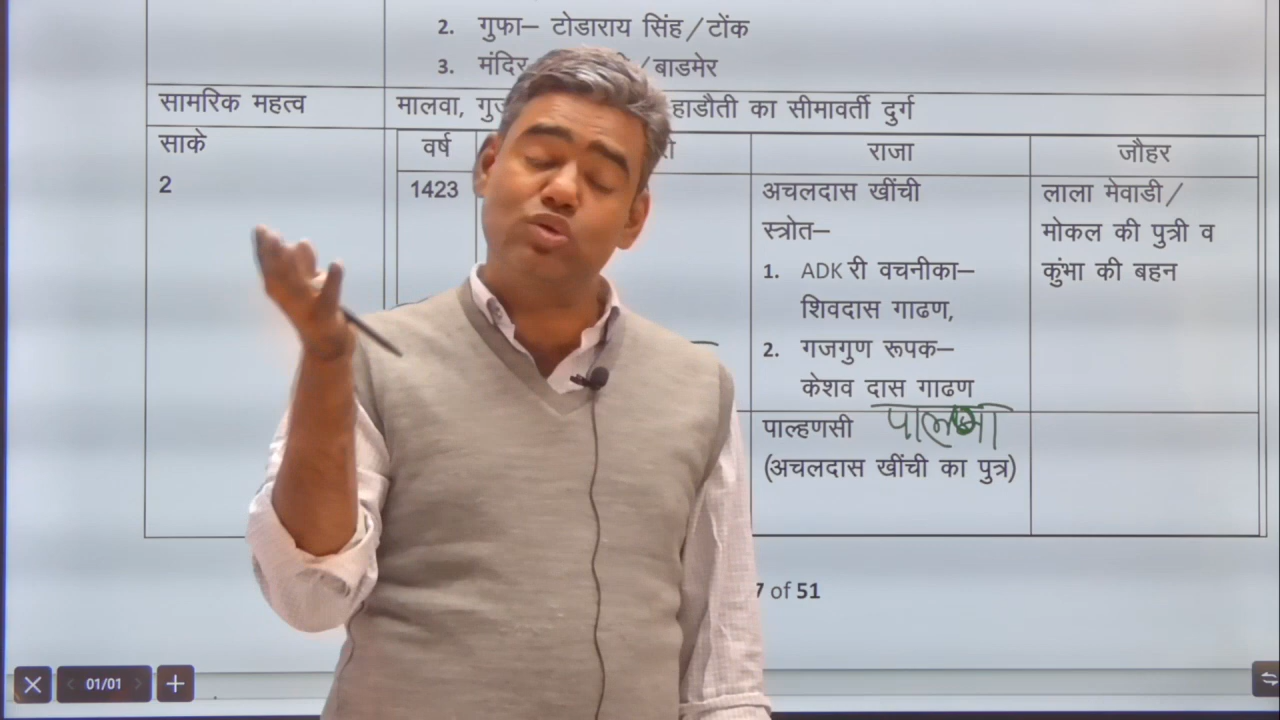 2. गुफा– टोडाराय सिंह/टोंक
3. मंदिर /बाडमेर
सामरिक महत्व
मालवा, हाडौती का सीमावर्ती दुर्ग
साके
2
वर्ष
राजा
जौहर
1423
अचलदास खींची
स्त्रोत–
1. ADK री वचनीका–
शिवदास गाढण,
2. गजगुण रूपक–
केशव दास गाढण
लाला मेवाडी/
मोकल की पुत्री व
कुंभा की बहन
पाल्हणसी
(अचलदास खींची का पुत्र)
7 of 51
01/01